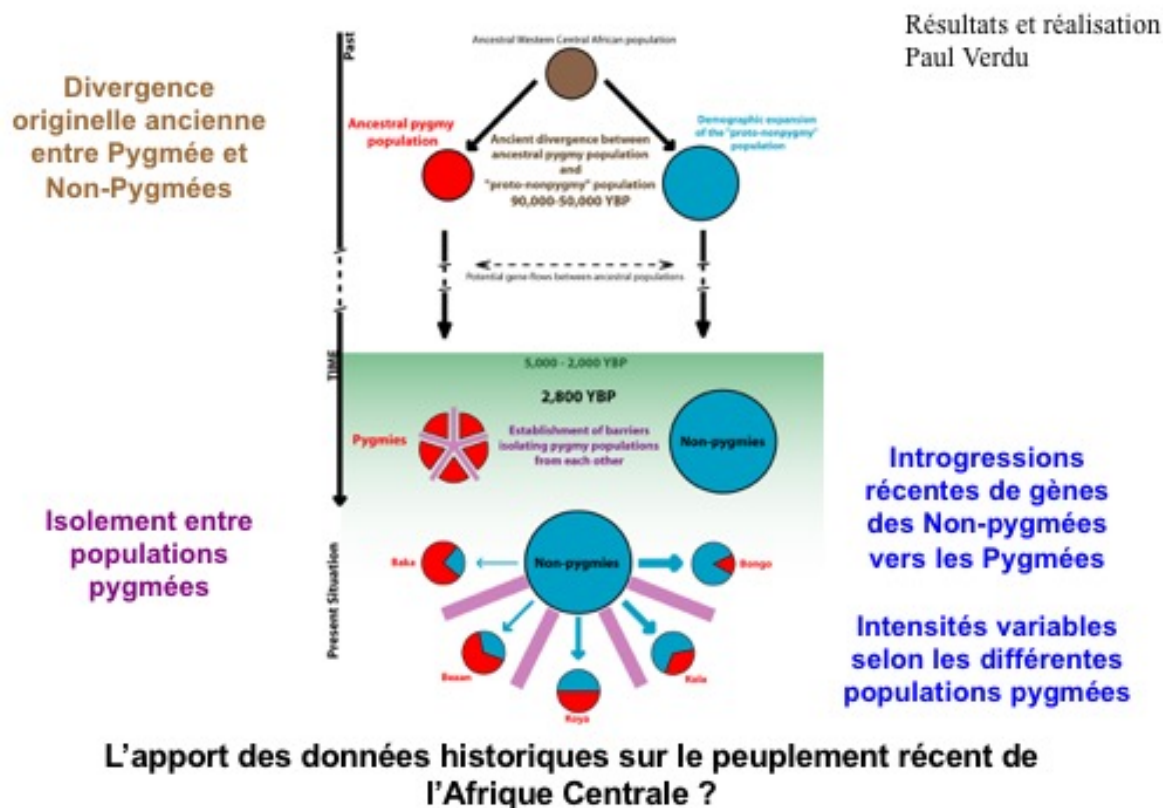 Résultats et réalisation
Paul Verdu
Past
Ancestral Western Central African population
Divergence
originelle ancienne
entre Pygmée et
Non-Pygmées
Ancestral pygmy
population
Ancient divergence between
ancestral pygmy population
and
"proto-nonpygmy" population
90,000-50,000 YBP
Demographic expansion
of the "proto-nonpygmy"
population
Potential gene flows between ancestral populations
TIME
5,000 - 2,000 YBP
2,800 YBP
Pygmies
Establishment of barriers
isolating pygmy populations
from each other
Non-pygmies
Isolement entre
populations
pygmées
Present Situation
Baka
Non-pygmies
Bongo
Bezan
Koya
Kola
Introgressions
récentes de gènes
des Non-pygmées
vers les Pygmées
Intensités variables
selon les différentes
populations pygmées
L'apport des données historiques sur le peuplement récent de
l'Afrique Centrale ?